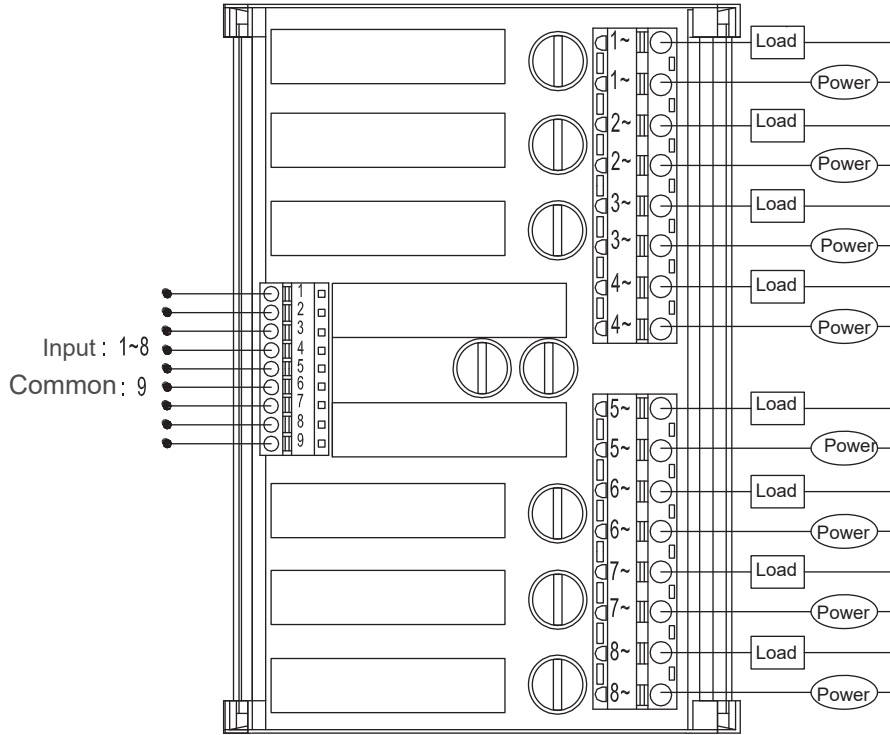 1~ Load
1~ Power
2~ Load
2~ Power
3~ Load
3~ Power
4~ Load
4~ Power
1
2
3
4
5
6
7
8
9
Input : 1~8
Common : 9
5~ Load
5~ Power
6~ Load
6~ Power
7~ Load
7~ Power
8~ Load
8~ Power